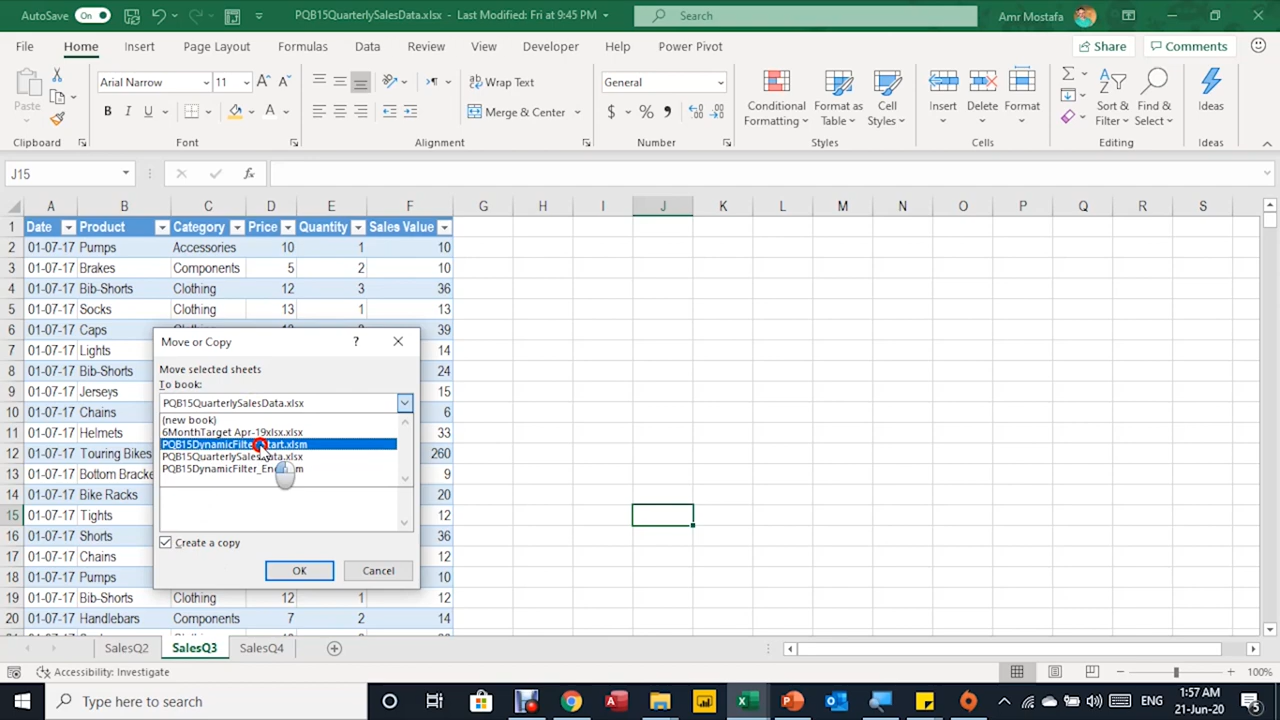 AutoSave On PQB15QuarterlySalesData.xlsx - Last Modified: Fri at 9:45 PM Search Amr Mostafa
File Home Insert Page Layout Formulas Data Review View Developer Help Power Pivot Share Comments
Paste Arial Narrow 11 Wrap Text General Conditional Formatting Format as Table Cell Styles Insert Delete Format Sort & Filter Find & Select Ideas
B I U A Merge & Center $ %
Clipboard Font Alignment Number Styles Cells Editing Ideas
J15 fx
A B C D E F G H I J K L M N O P Q R S
1 Date Product Category Price Quantity Sales Value
2 01-07-17 Pumps Accessories 10 1 10
3 01-07-17 Brakes Components 5 2 10
4 01-07-17 Bib-Shorts Clothing 12 3 36
5 01-07-17 Socks Clothing 13 1 13
6 01-07-17 Caps 39
7 01-07-17 Lights 14
8 01-07-17 Bib-Shorts 24
9 01-07-17 Jerseys 15
10 01-07-17 Chains 6
11 01-07-17 Helmets 33
12 01-07-17 Touring Bikes 260
13 01-07-17 Bottom Bracke 9
14 01-07-17 Bike Racks 20
15 01-07-17 Tights 12
16 01-07-17 Shorts 36
17 01-07-17 Chains 12
18 01-07-17 Pumps 10
19 01-07-17 Bib-Shorts Clothing 12 1 12
20 01-07-17 Handlebars Components 7 2 14
Move or Copy ?
Move selected sheets
To book:
PQB15QuarterlySalesData.xlsx
(new book)
6MonthTarget Apr-19xlsx.xlsx
PQB15DynamicFilter_Start.xlsm
PQB15QuarterlySalesData.xlsx
PQB15DynamicFilter_End.xlsm
Create a copy
OK Cancel
SalesQ2 SalesQ3 SalesQ4
Accessibility: Investigate 100%
Type here to search ENG 1:57 AM
21-Jun-20 5